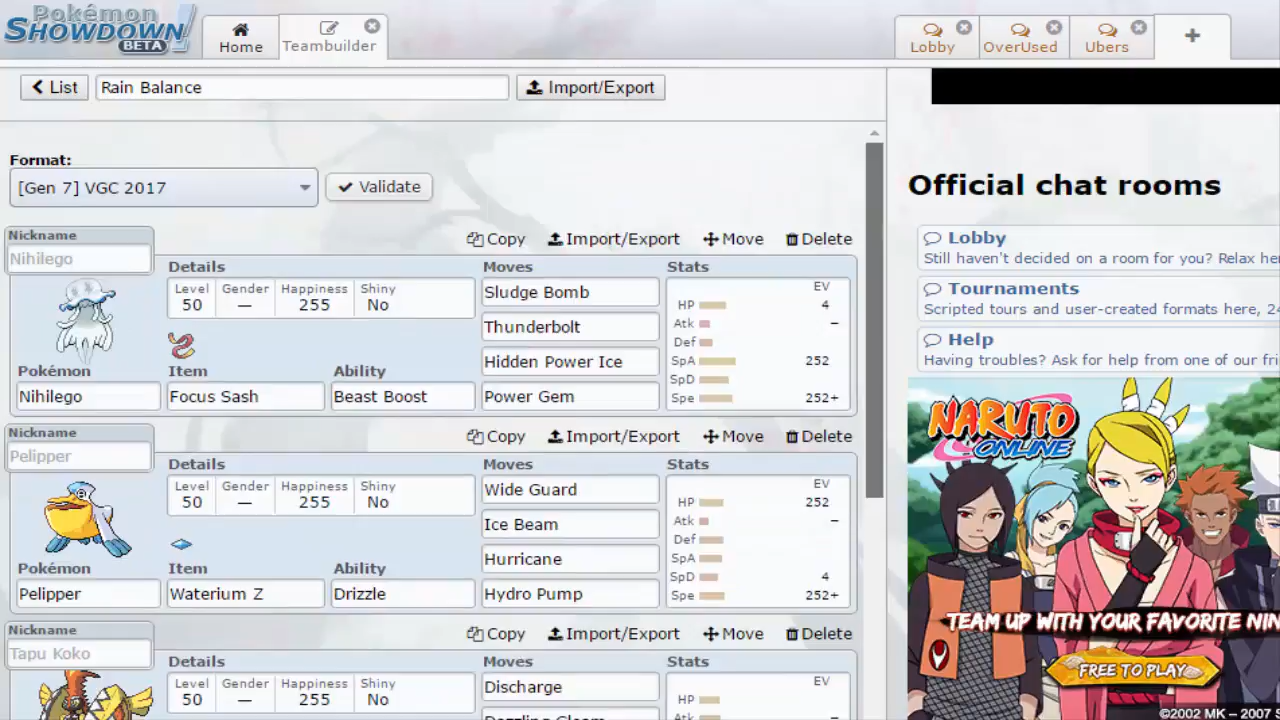 Pokémon
SHOWDOWN!
BETA
Home
Teambuilder
Lobby
OverUsed
Ubers
+
List
Rain Balance
Import/Export
Format:
[Gen 7] VGC 2017
Validate
Nickname
Nihilego
Copy Import/Export Move Delete
Details
Level Gender Happiness Shiny
50 — 255 No
Pokémon Item Ability
Nihilego Focus Sash Beast Boost
Moves
Sludge Bomb
Thunderbolt
Hidden Power Ice
Power Gem
Stats
EV
HP 4
Atk –
Def
SpA 252
SpD
Spe 252+
Nickname
Pelipper
Copy Import/Export Move Delete
Details
Level Gender Happiness Shiny
50 — 255 No
Pokémon Item Ability
Pelipper Waterium Z Drizzle
Moves
Wide Guard
Ice Beam
Hurricane
Hydro Pump
Stats
EV
HP 252
Atk –
Def
SpA
SpD 4
Spe 252+
Nickname
Tapu Koko
Copy Import/Export Move Delete
Details
Level Gender Happiness Shiny
50 — 255 No
Moves
Discharge
Dazzling Gleam
Stats
EV
HP
Atk –
Official chat rooms
Lobby
Still haven't decided on a room for you? Relax he
Tournaments
Scripted tours and user-created formats here, 24
Help
Having troubles? Ask for help from one of our fri
NARUTO
ONLINE
TEAM UP WITH YOUR FAVORITE NIN
FREE TO PLAY
©2002 MK – 2007 S